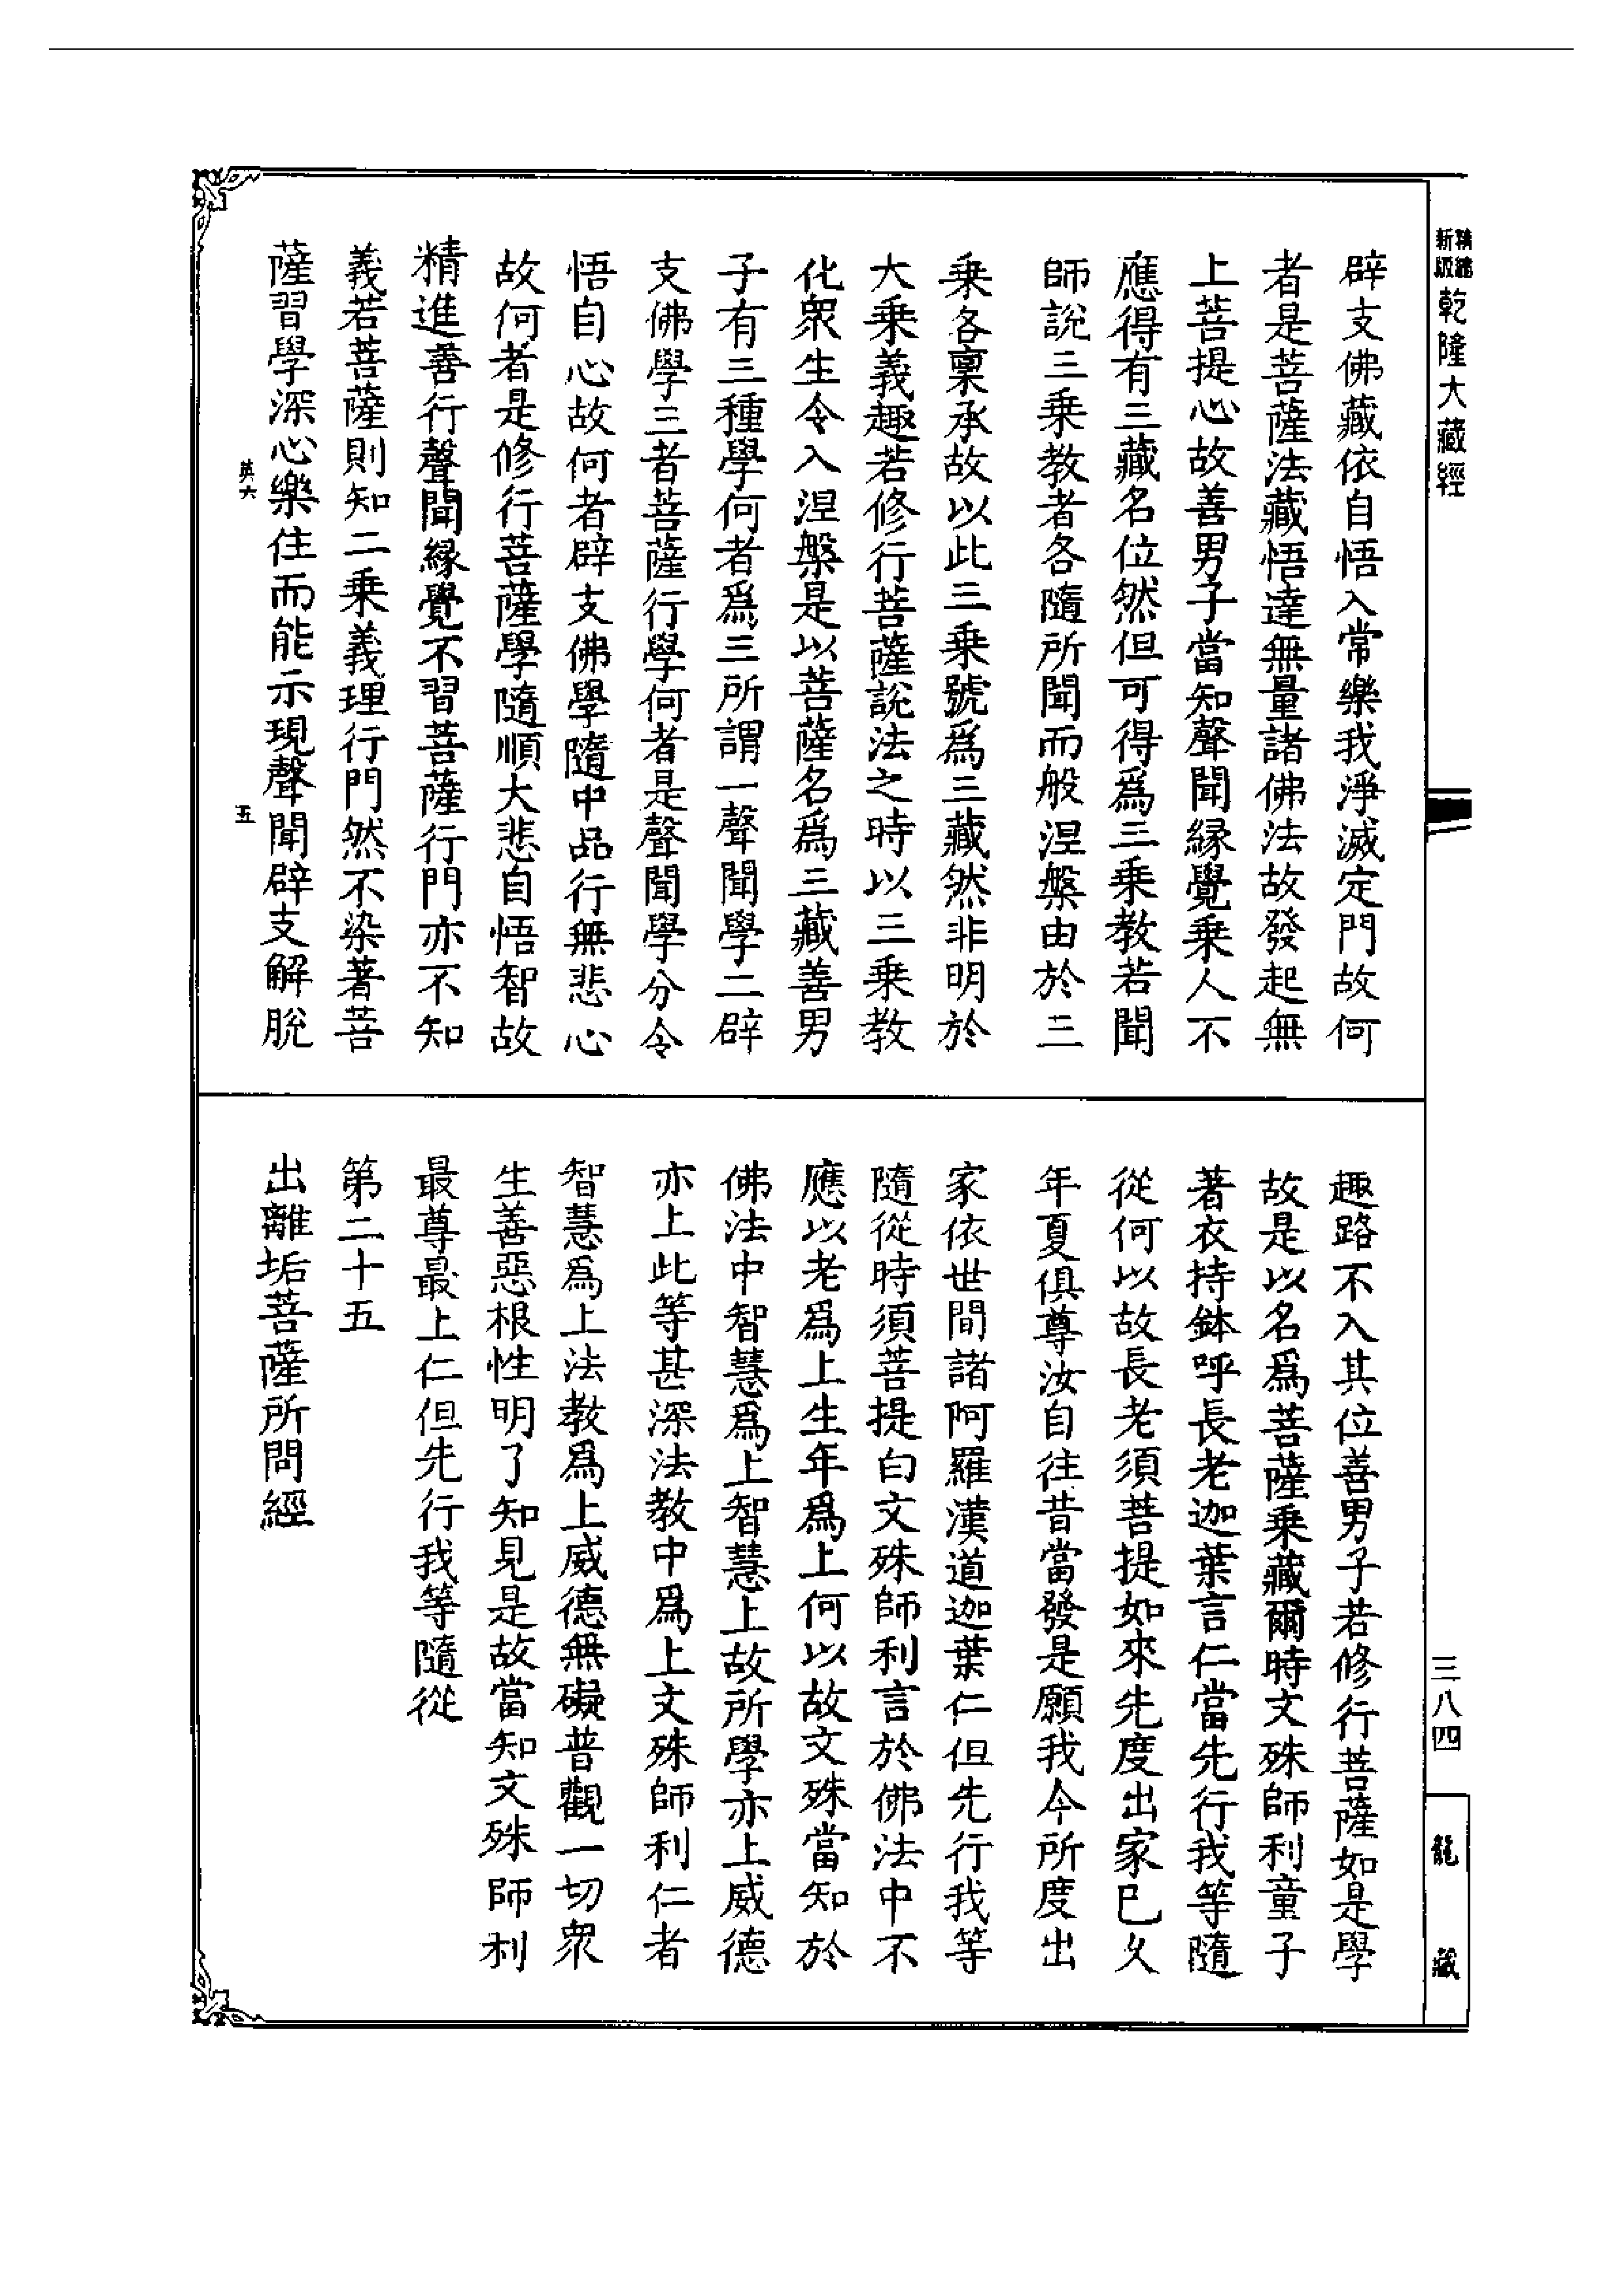 新版精縮乾隆大藏經
三八四
龍藏
辟支佛藏依自悟入常樂我淨滅定門故何
者是菩薩法藏悟達無量諸佛法故發起無
上菩提心故善男子當知聲聞緣覺乘人不
應得有三藏名位然但可得爲三乘教若聞
師說三乘教者各隨所聞而般涅槃由於三
乘各稟承故以此三乘號爲三藏然非明於
大乘義趣若修行菩薩說法之時以三乘教
化衆生令入涅槃是以菩薩名爲三藏善男
子有三種學何者爲三所謂一聲聞學二辟
支佛學三者菩薩行學何者是聲聞學分令
悟自心故何者辟支佛學隨中品行無悲心
故何者是修行菩薩學隨順大悲自悟智故
精進善行聲聞緣覺不習菩薩行門亦不知
義若菩薩則知二乘義理行門然不染著菩
薩習學深心樂住而能示現聲聞辟支解脫
英六
五
趣路不入其位善男子若修行菩薩如是學
故是以名爲菩薩乘藏爾時文殊師利童子
著衣持鉢呼長老迦葉言仁當先行我等隨
從何以故長老須菩提如來先度出家已久
年夏俱尊汝自往昔當發是願我今所度出
家依世間諸阿羅漢道迦葉仁但先行我等
隨從時須菩提白文殊師利言於佛法中不
應以老爲上生年爲上何以故文殊當知於
佛法中智慧爲上智慧上故所學亦上威德
亦上此等甚深法教中爲上文殊師利仁者
智慧爲上法教爲上威德無礙普觀一切衆
生善惡根性明了知見是故當知文殊師利
最尊最上仁但先行我等隨從
第二十五
出離垢菩薩所問經